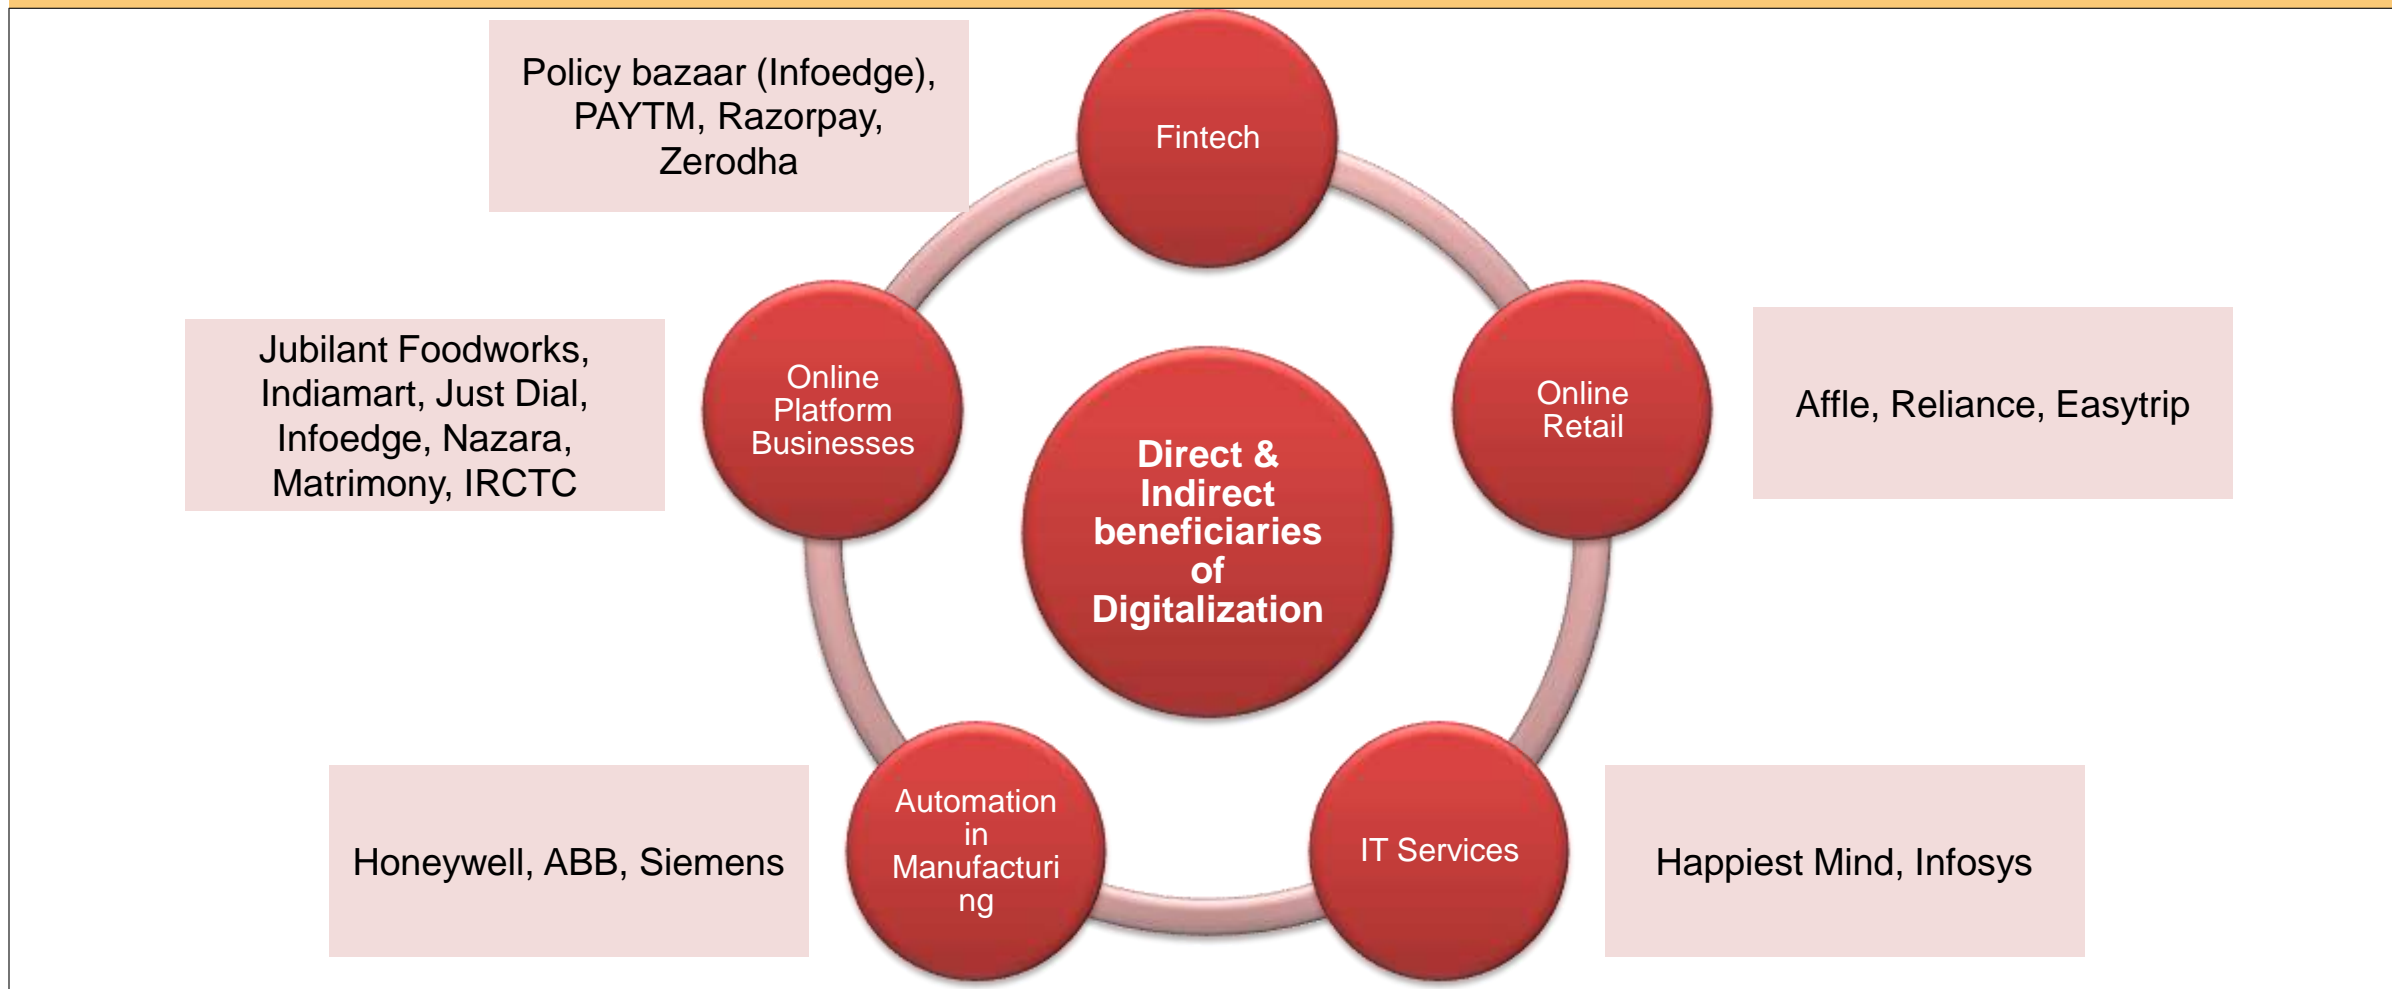 Policy bazaar (Infoedge),
PAYTM, Razorpay,
Zerodha
Fintech
Jubilant Foodworks,
Indiamart, Just Dial,
Infoedge, Nazara,
Matrimony, IRCTC
Online
Platform
Businesses
Direct &
Indirect
beneficiaries
of
Digitalization
Online
Retail
Affle, Reliance, Easytrip
Honeywell, ABB, Siemens
Automation
in
Manufacturi
ng
IT Services
Happiest Mind, Infosys